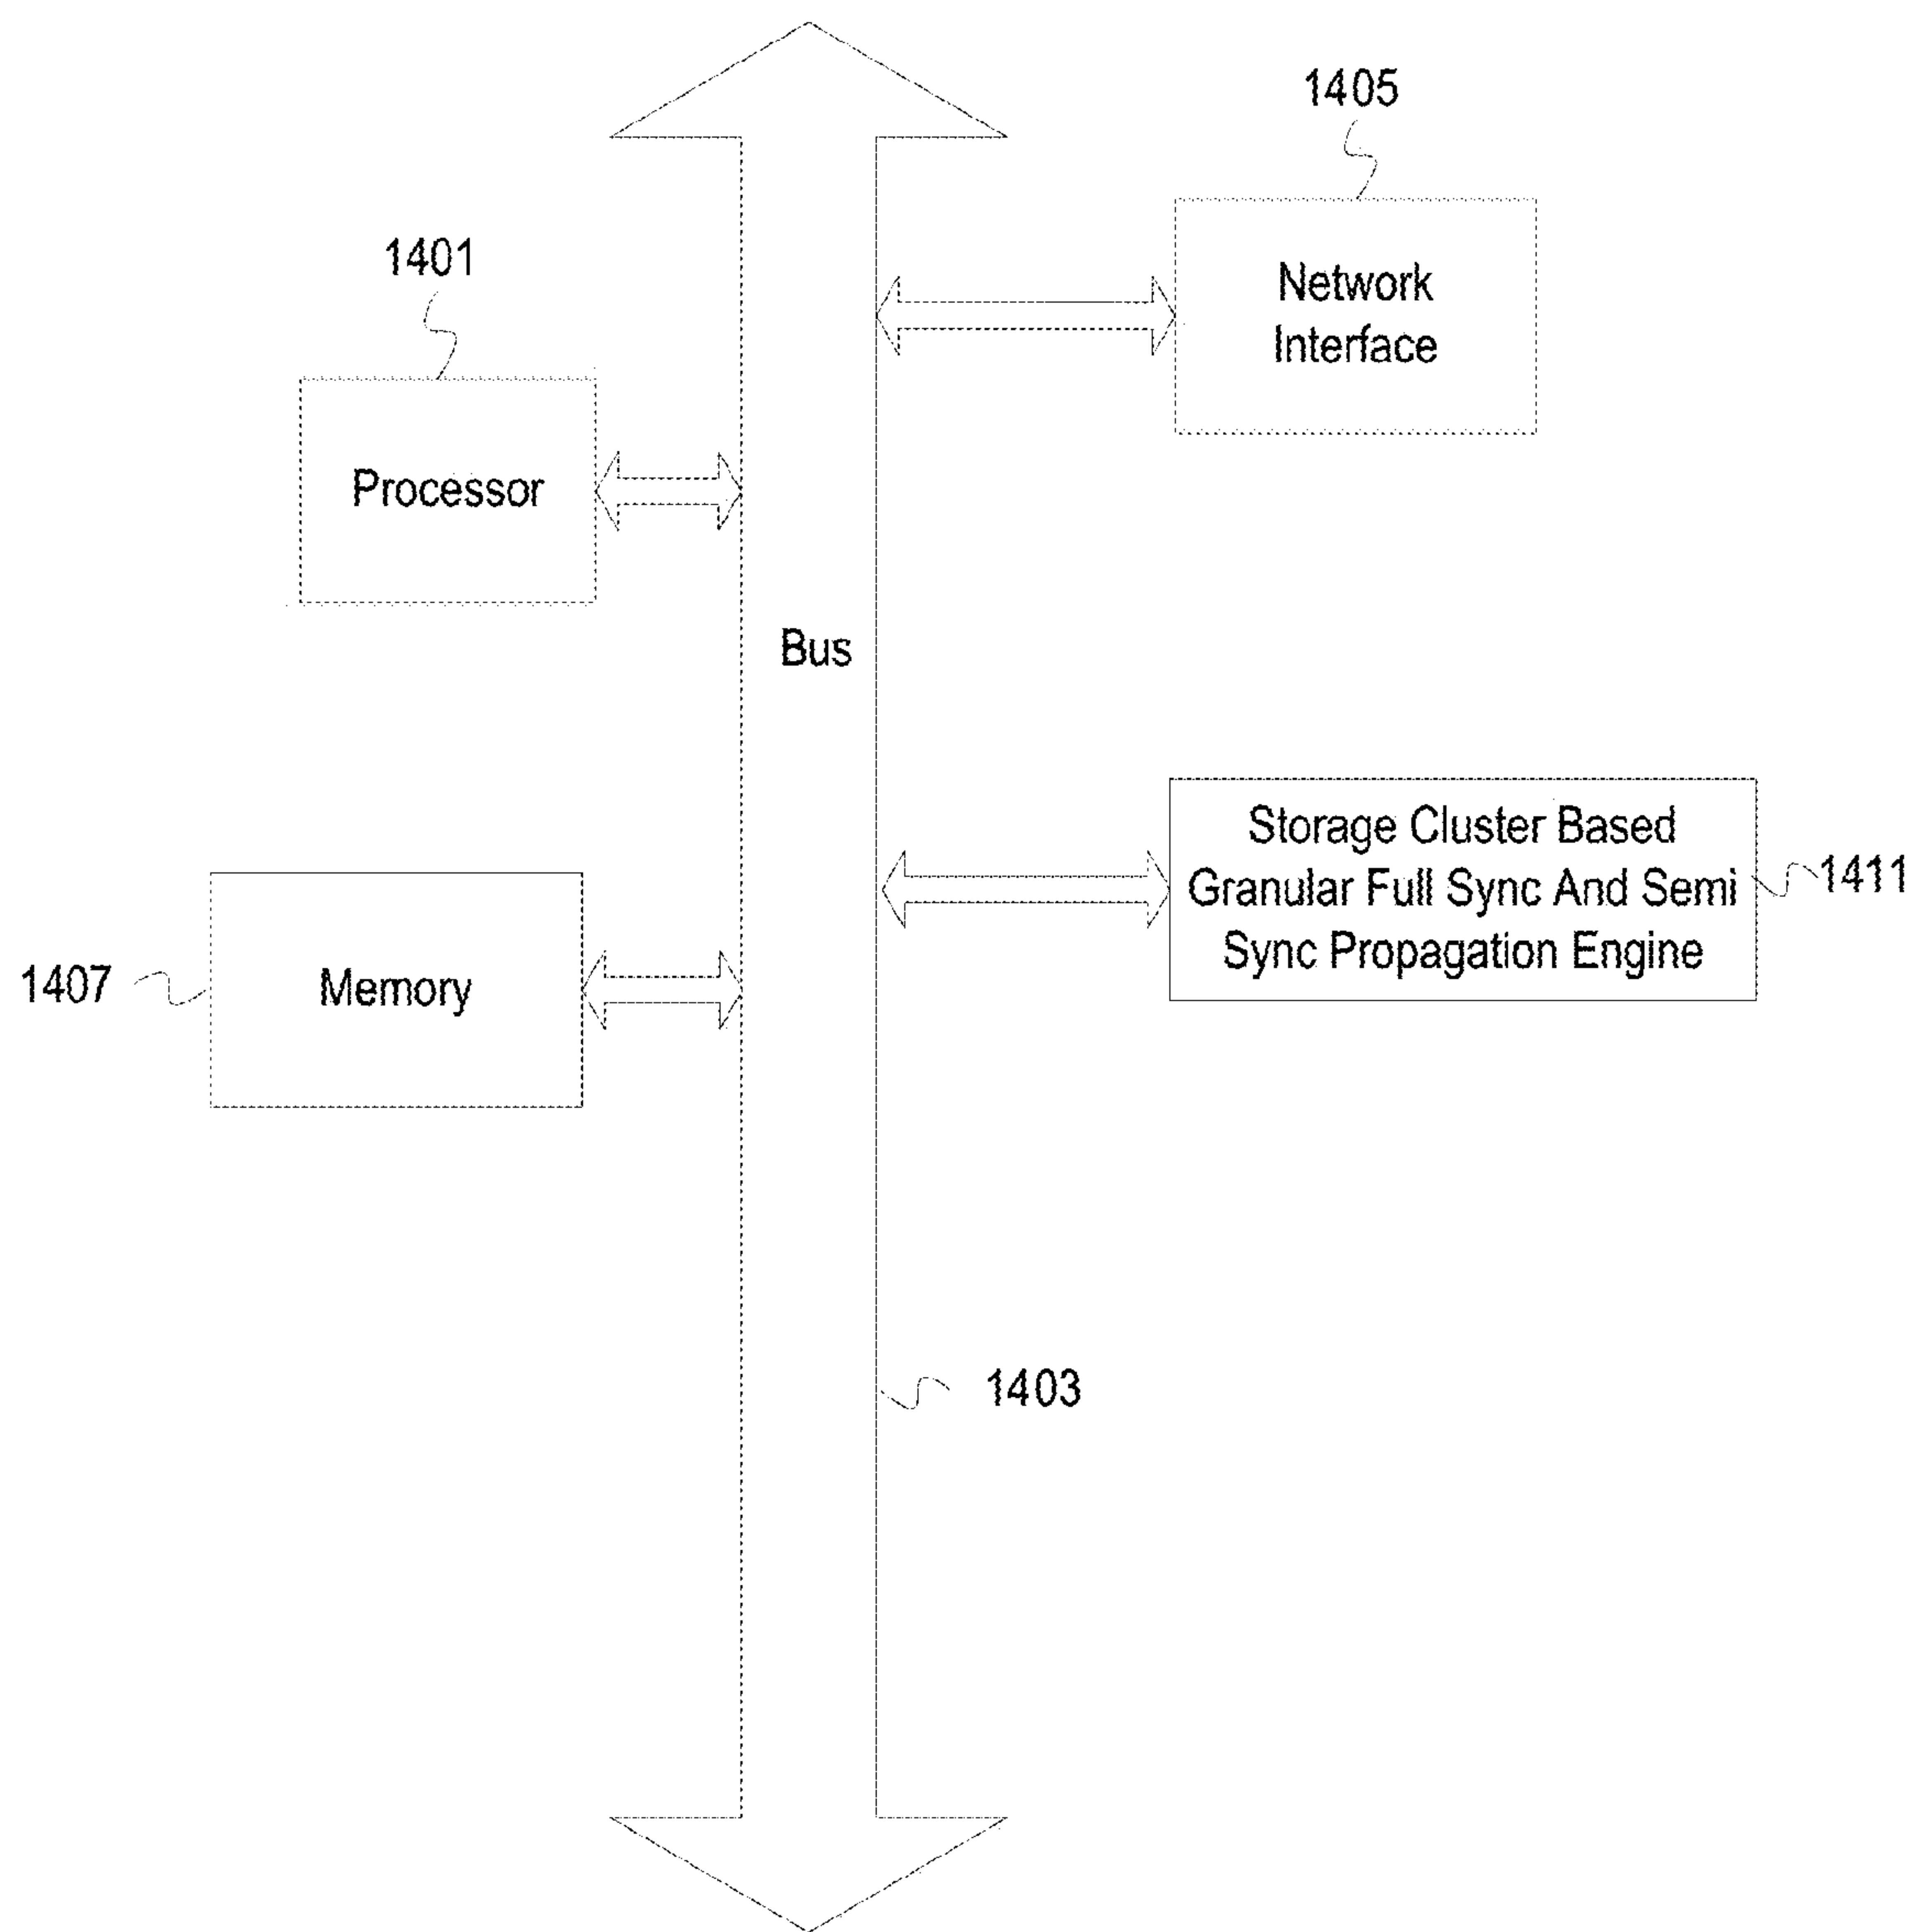 1405
1401
Network
Interface
Processor
Bus
Storage Cluster Based
Granular Full Sync And Semi
Sync Propagation Engine
1411
1407
Memory
1403